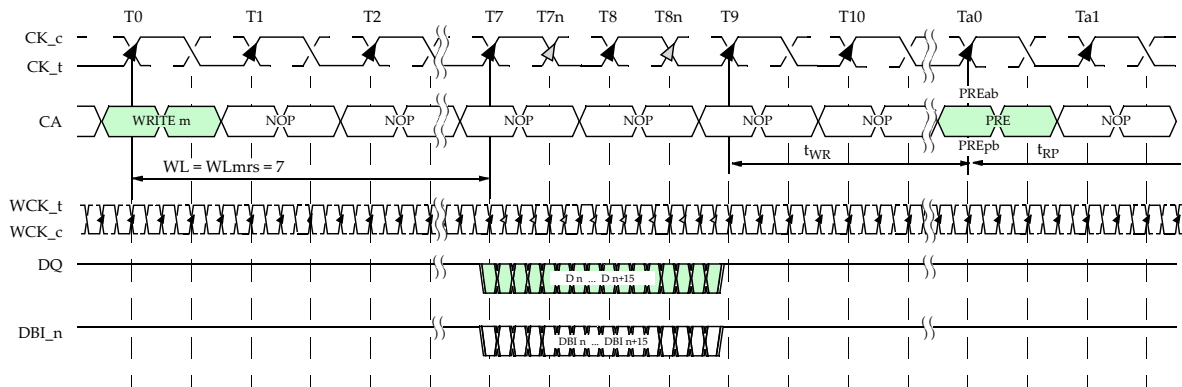 T0 T1 T2 T7 T7n T8 T8n T9 T10 Ta0 Ta1
CK_c
CK_t
PREab
CA WRITE m NOP NOP NOP NOP NOP NOP PRE NOP
PREpb
WL = WLmrs = 7 tWR tRP
WCK_t
WCK_c
DQ D n ... D n+15
DBI_n DBI n ... DBI n+15